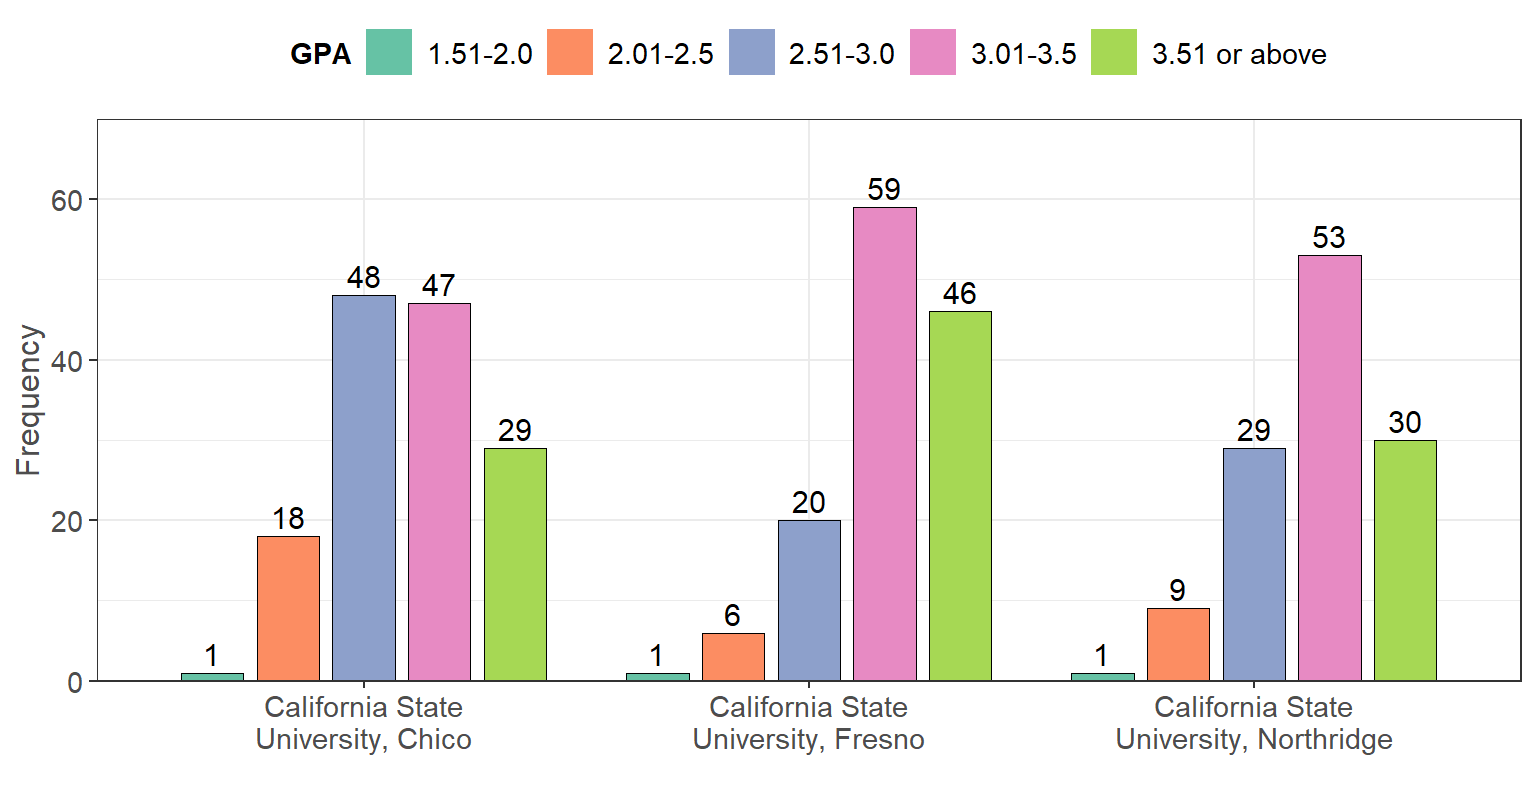 GPA 1.51-2.0 2.01-2.5 2.51-3.0 3.01-3.5 3.51 or above
Frequency
60
40
20
0
1 18 48 47 29
1 6 20 59 46
1 9 29 53 30
California State
University, Chico
California State
University, Fresno
California State
University, Northridge